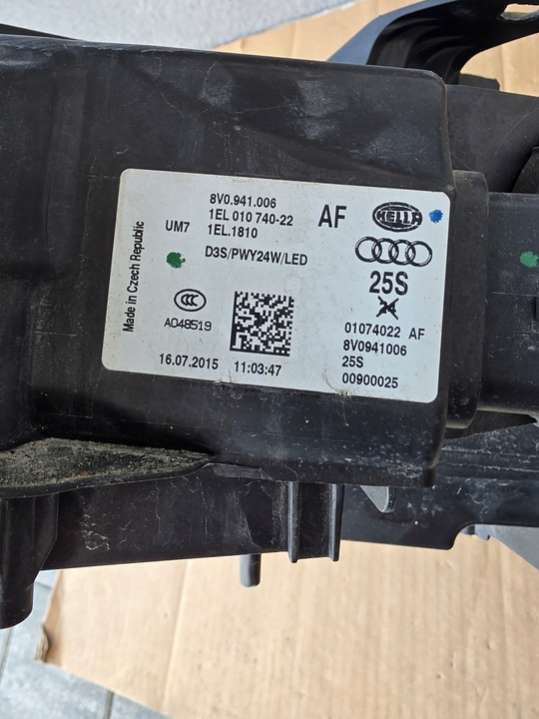 8V0.941.006
1EL 010 740-22
AF
HELLA
UM7
1EL.1810
D3S/PWY24W/LED
25S
Made in Czech Republic
CCC
A048519
01074022 AF
8V0941006
25S
00900025
16.07.2015
11:03:47